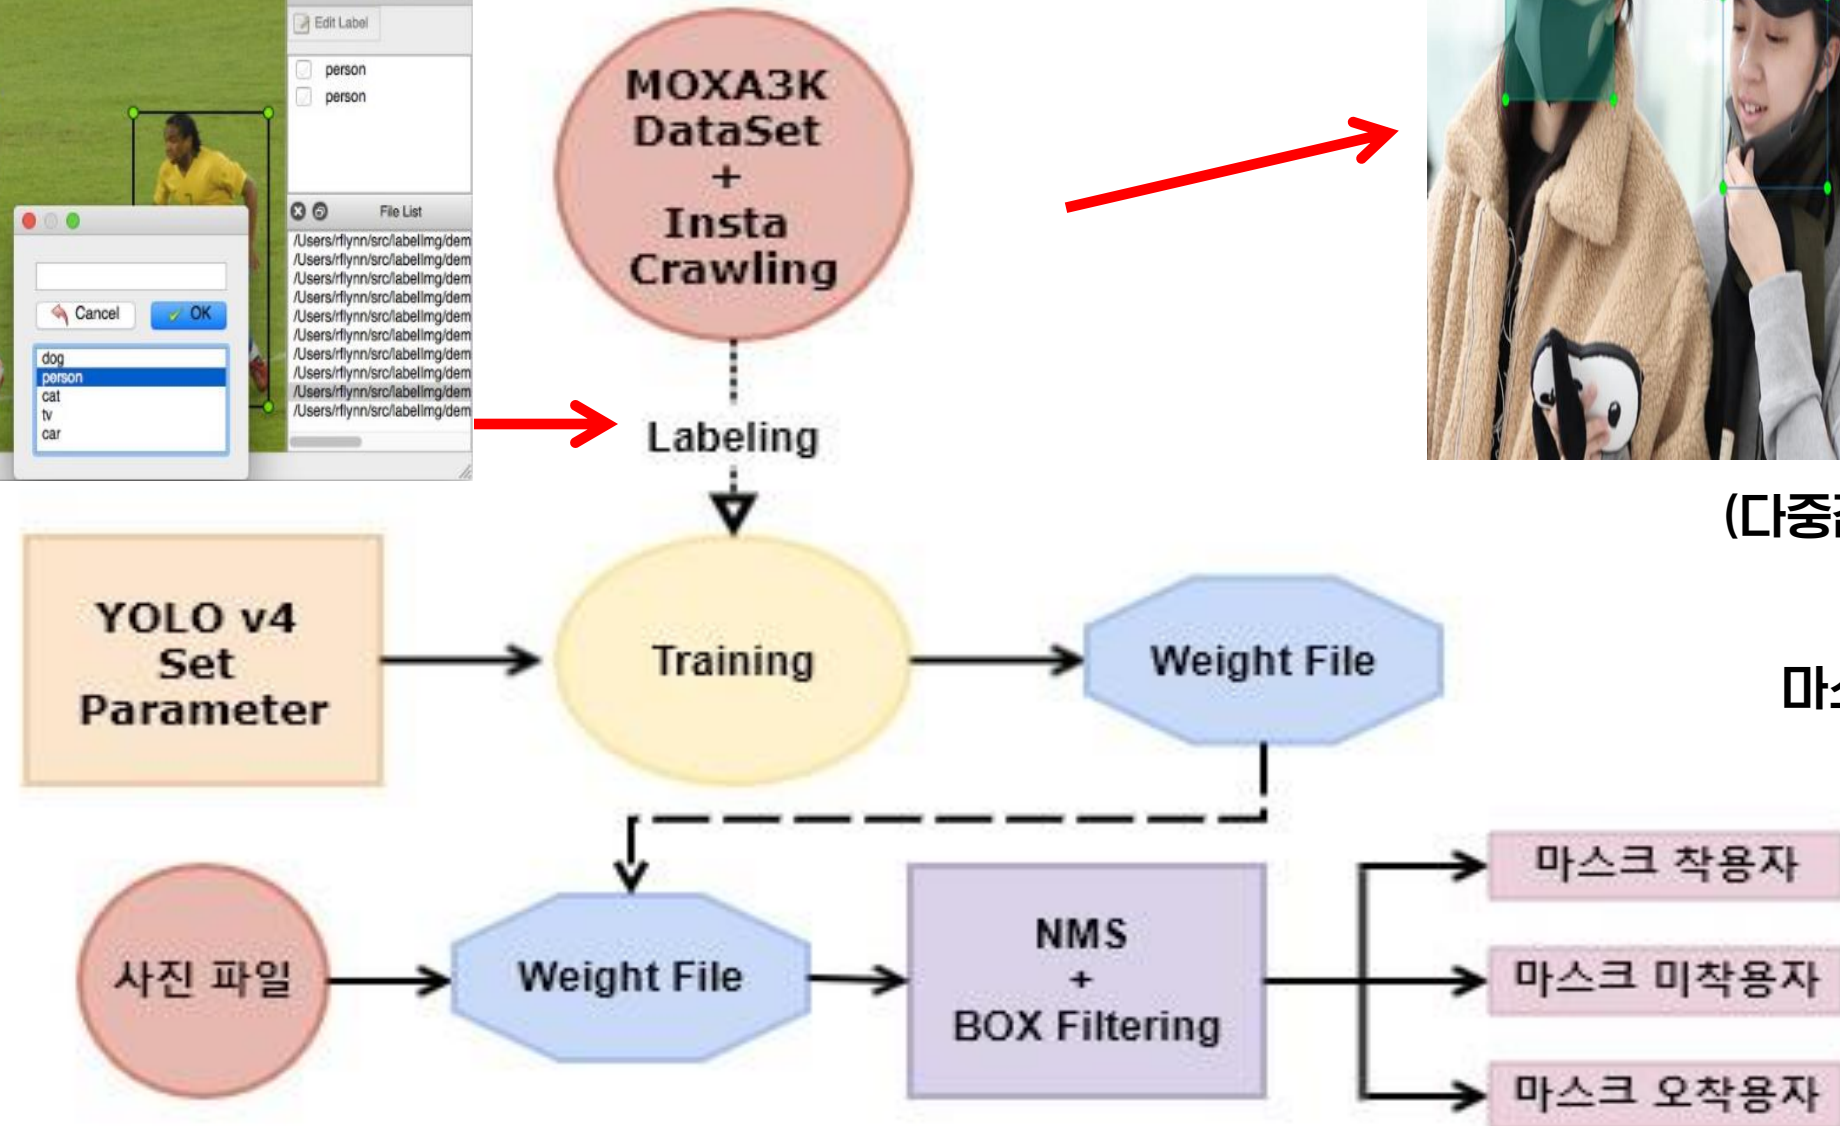 Edit Label
person
person
File List
/Users/rflynn/src/labelImg/dem
/Users/rflynn/src/labelImg/dem
/Users/rflynn/src/labelImg/dem
/Users/rflynn/src/labelImg/dem
/Users/rflynn/src/labelImg/dem
/Users/rflynn/src/labelImg/dem
/Users/rflynn/src/labelImg/dem
/Users/rflynn/src/labelImg/dem
/Users/rflynn/src/labelImg/dem
/Users/rflynn/src/labelImg/dem
Cancel
OK
dog
person
cat
tv
car
MOXA3K
DataSet
+
Insta
Crawling
Labeling
(다중
YOLO v4
Set
Parameter
Training
Weight File
사진 파일
Weight File
NMS
+
BOX Filtering
마스크 착용자
마스크 미착용자
마스크 오착용자